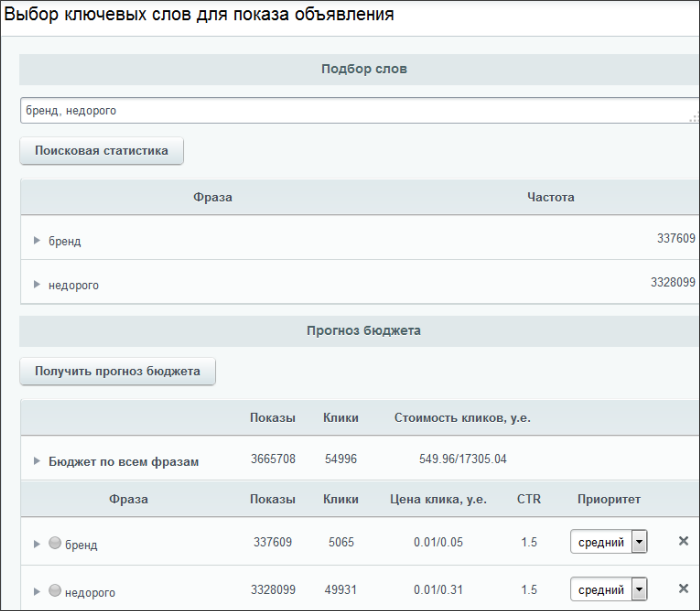 Выбор ключевых слов для показа объявления
Подбор слов
бренд, недорого
Поисковая статистика
Фраза Частота
бренд 337609
недорого 3328099
Прогноз бюджета
Получить прогноз бюджета
Показы Клики Стоимость кликов, у.е.
Бюджет по всем фразам 3665708 54996 549.96/17305.04
Фраза Показы Клики Цена клика, у.е. CTR Приоритет
бренд 337609 5065 0.01/0.05 1.5 средний
недорого 3328099 49931 0.01/0.31 1.5 средний